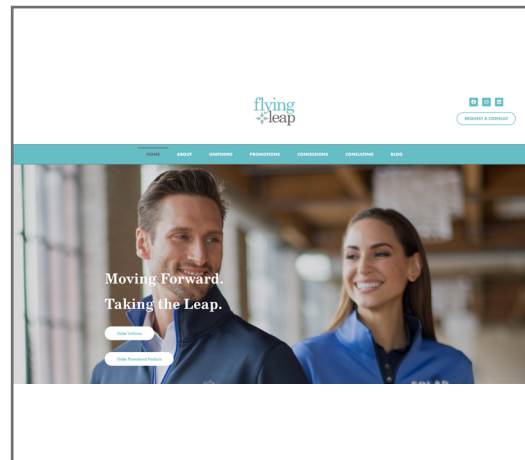 flying
leap
REQUEST A CONSULT
HOME ABOUT UNIFORMS PROMOTIONS CONCESSIONS CONSULTING BLOG
Moving Forward.
Taking the Leap.
Order Uniforms
Order Promotional Products